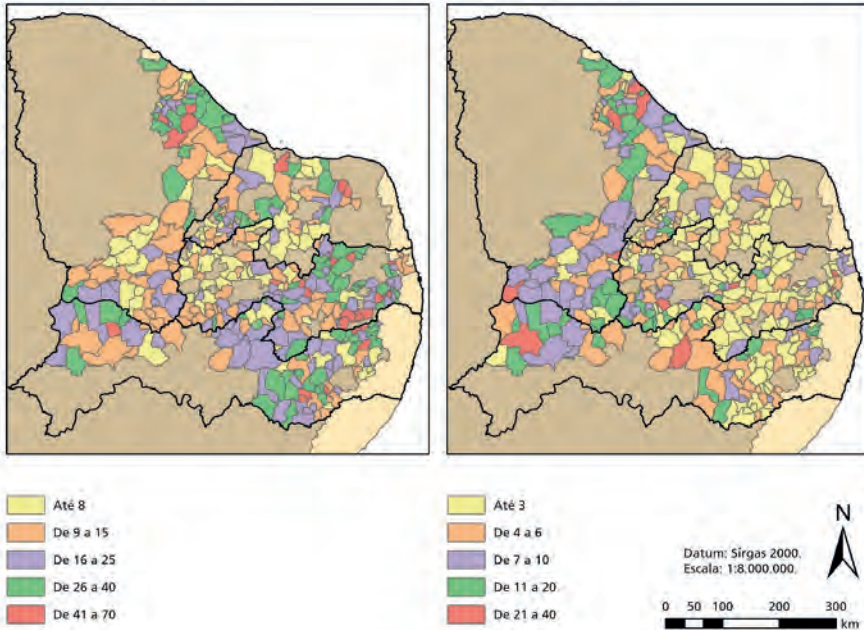 Até 8
De 9 a 15
De 16 a 25
De 26 a 40
De 41 a 70
Até 3
De 4 a 6
De 7 a 10
De 11 a 20
De 21 a 40
Datum: Sirgas 2000.
Escala: 1:8.000.000.
N
0 50 100 200 300
km